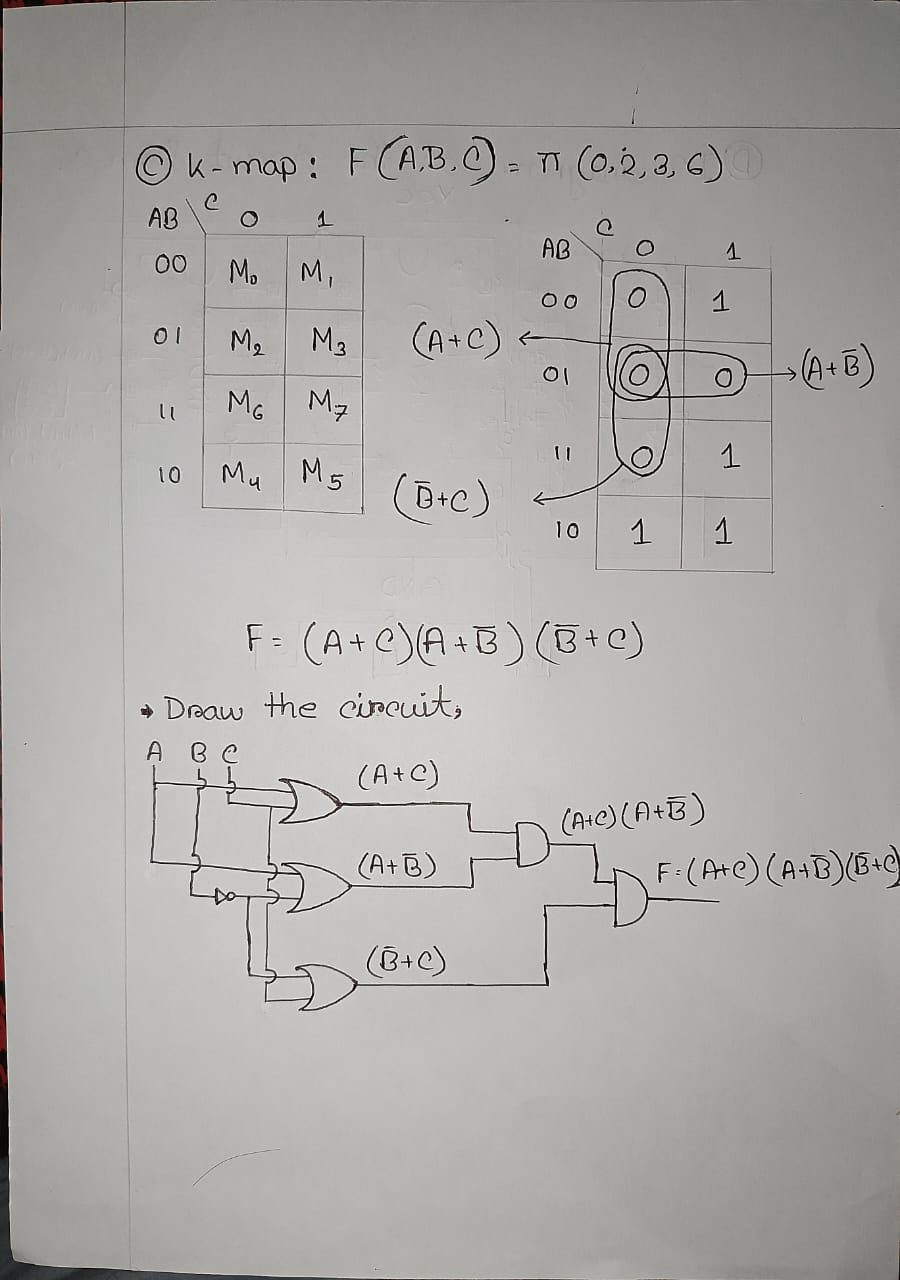 © K-map: F(A,B,C) = π (0,2,3,6)
AB \ C 0 1
00 M₀ M₁
01 M₂ M₃
11 M₆ M₇
10 M₄ M₅
AB \ C 0 1
00 0 1
01 0 0
11 0 1
10 1 1
(A+C)
(A+B̅)
(B̅+C)
F= (A+C)(A+B̅)(B̅+C)
→ Draw the circuit,
A B C
(A+C)
(A+C)(A+B̅)
(A+B̅)
F=(A+C)(A+B̅)(B̅+C)
(B̅+C)